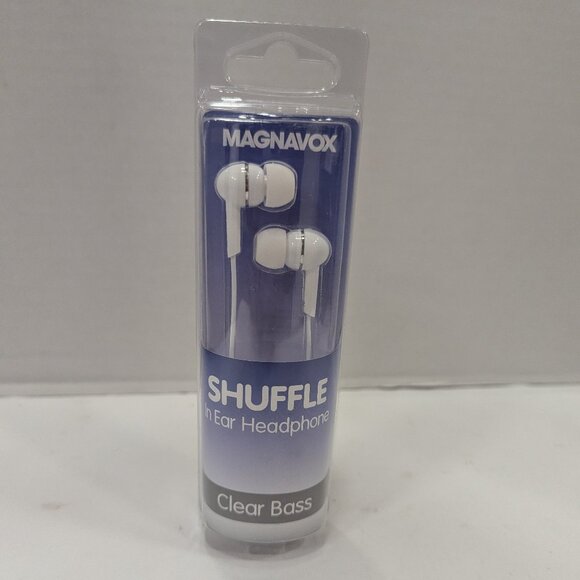 MAGNAVOX
SHUFFLE
In Ear Headphone
Clear Bass